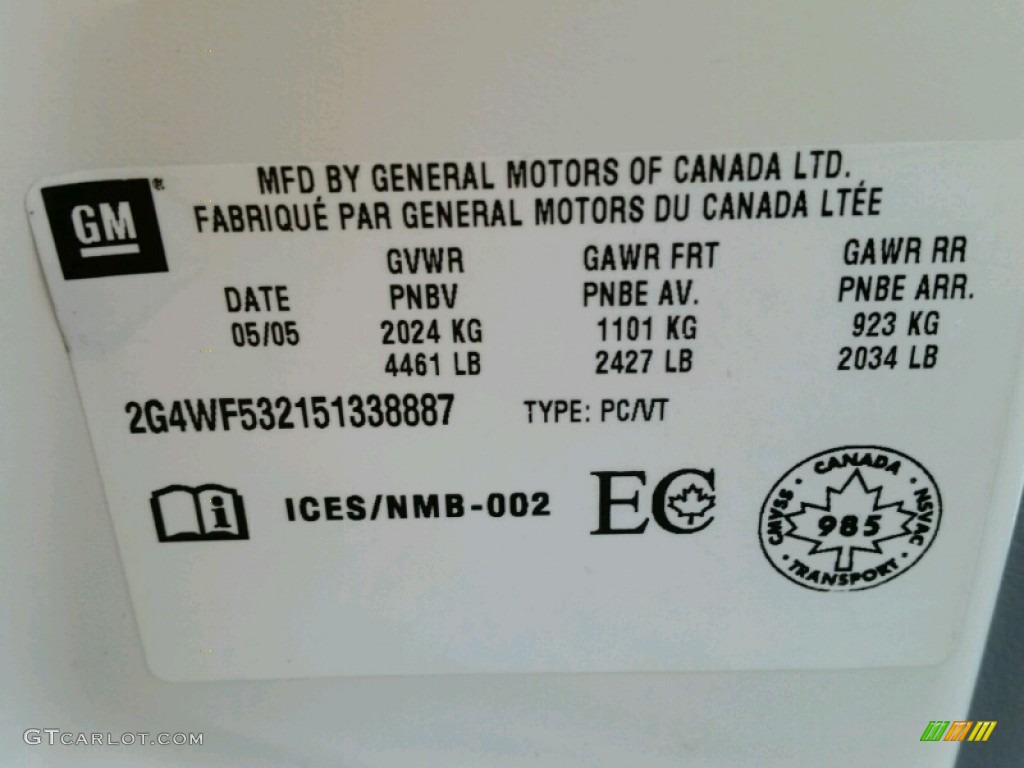 GM
MFD BY GENERAL MOTORS OF CANADA LTD.
FABRIQUÉ PAR GENERAL MOTORS DU CANADA LTÉE
GVWR GAWR FRT GAWR RR
DATE PNBV PNBE AV. PNBE ARR.
05/05 2024 KG 1101 KG 923 KG
4461 LB 2427 LB 2034 LB
2G4WF532151338887 TYPE: PC/VT
ICES/NMB-002 EC
CANADA
CMVSS 985 NSVAC
TRANSPORT
GTCARLOT.COM